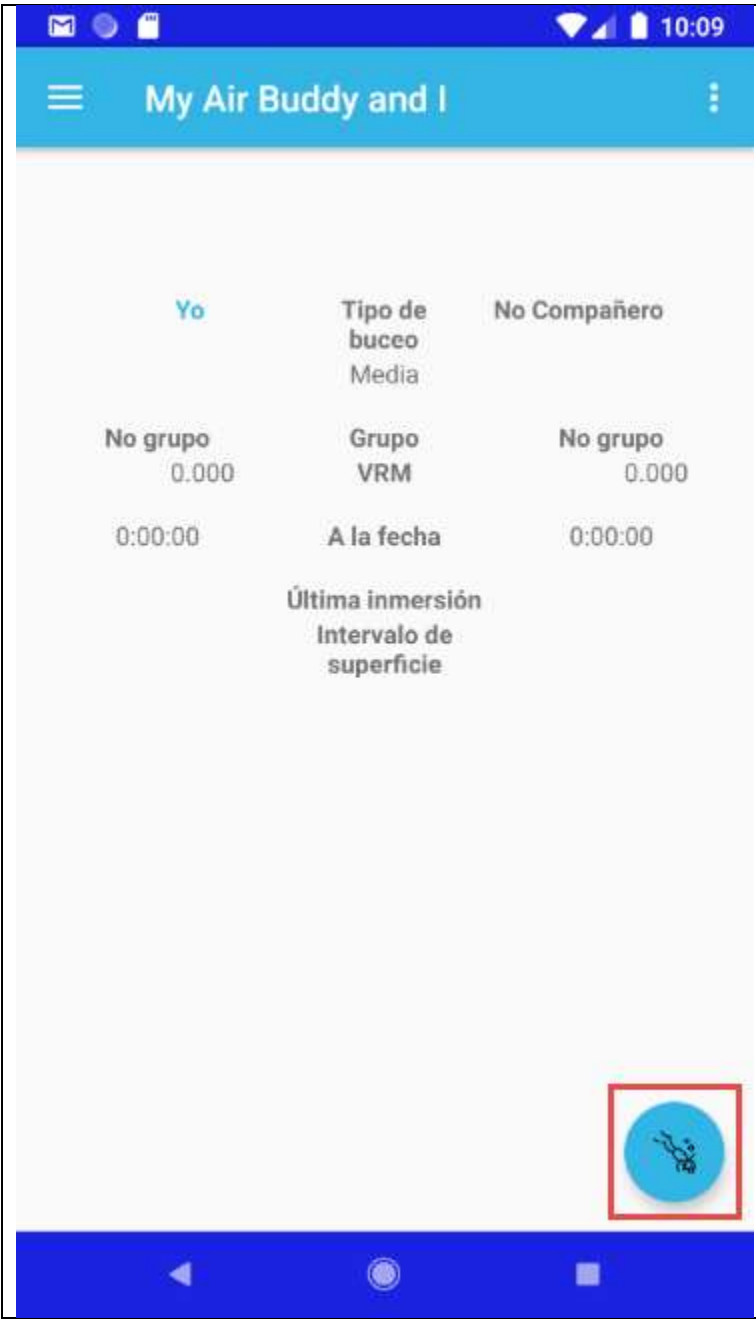 10:09
My Air Buddy and I
Yo
Tipo de
buceo
No Compañero
Media
No grupo
Grupo
No grupo
0.000
VRM
0.000
0:00:00
A la fecha
0:00:00
Última inmersión
Intervalo de
superficie